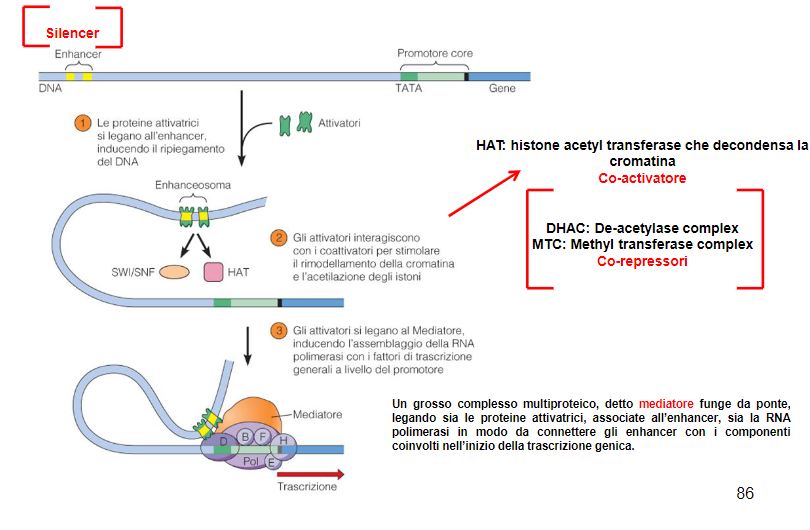 Silencer
Enhancer
Promotore core
DNA
TATA
Gene
1
Le proteine attivatrici
si legano all'enhancer,
inducendo il ripiegamento
del DNA
Attivatori
HAT: histone acetyl transferase che decondensa la
cromatina
Co-activatore
Enhanceosoma
DHAC: De-acetylase complex
MTC: Methyl transferase complex
Co-repressori
2
Gli attivatori interagiscono
con i coattivatori per stimolare
il rimodellamento della cromatina
e l'acetilazione degli istoni
SWI/SNF
HAT
3
Gli attivatori si legano al Mediatore,
inducendo l'assemblaggio della RNA
polimerasi con i fattori di trascrizione
generali a livello del promotore
Mediatore
D
B
F
H
Pol
E
Trascrizione
Un grosso complesso multiproteico, detto mediatore funge da ponte,
legando sia le proteine attivatrici, associate all'enhancer, sia la RNA
polimerasi in modo da connettere gli enhancer con i componenti
coinvolti nell'inizio della trascrizione genica.
86